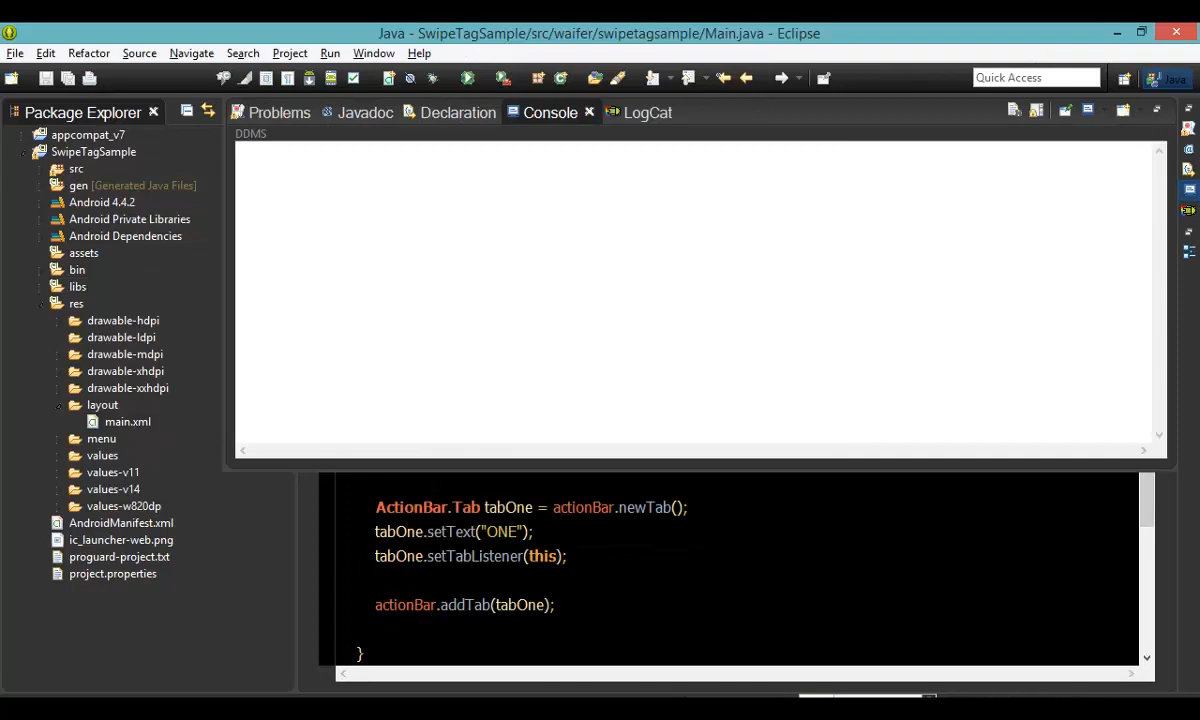 Java - SwipeTagSample/src/waifer/swipetagsample/Main.java - Eclipse
File Edit Refactor Source Navigate Search Project Run Window Help
Quick Access
Java
Package Explorer
Problems Javadoc Declaration Console LogCat
DDMS
appcompat_v7
SwipeTagSample
src
gen [Generated Java Files]
Android 4.4.2
Android Private Libraries
Android Dependencies
assets
bin
libs
res
drawable-hdpi
drawable-ldpi
drawable-mdpi
drawable-xhdpi
drawable-xxhdpi
layout
main.xml
menu
values
values-v11
values-v14
values-w820dp
AndroidManifest.xml
ic_launcher-web.png
proguard-project.txt
project.properties
ActionBar.Tab tabOne = actionBar.newTab();
tabOne.setText("ONE");
tabOne.setTabListener(this);
actionBar.addTab(tabOne);
}